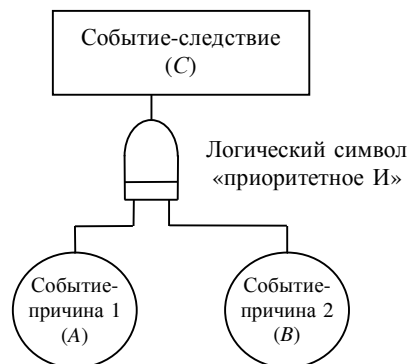 Событие-следствие
(C)
Логический символ
«приоритетное И»
Событие-
причина 1
(A)
Событие-
причина 2
(B)